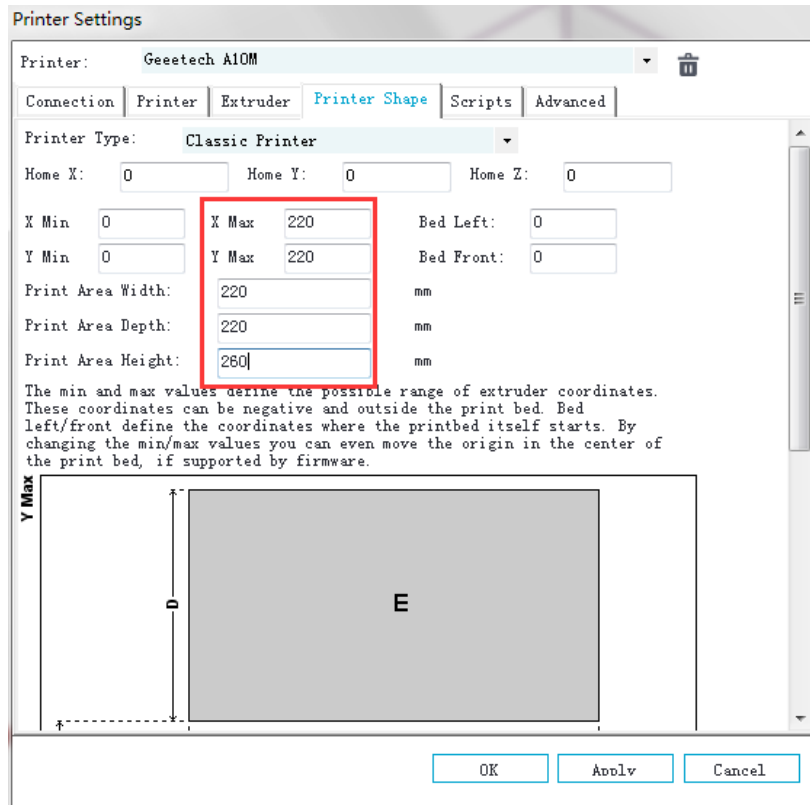 Printer Settings
Printer: Geeetech A10M
Connection Printer Extruder Printer Shape Scripts Advanced
Printer Type: Classic Printer
Home X: 0 Home Y: 0 Home Z: 0
X Min 0 X Max 220 Bed Left: 0
Y Min 0 Y Max 220 Bed Front: 0
Print Area Width: 220 mm
Print Area Depth: 220 mm
Print Area Height: 260 mm
The min and max values define the possible range of extruder coordinates.
These coordinates can be negative and outside the print bed. Bed
left/front define the coordinates where the printbed itself starts. By
changing the min/max values you can even move the origin in the center of
the print bed, if supported by firmware.
Y Max
D
E
OK Apply Cancel